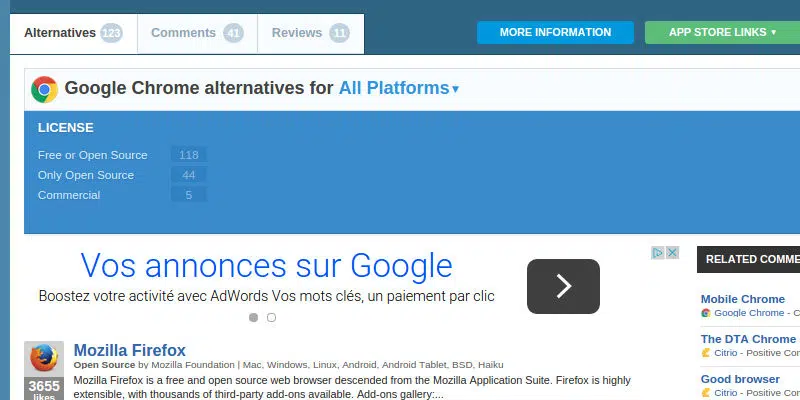 Alternatives 123 Comments 41 Reviews 11
MORE INFORMATION
APP STORE LINKS ▾
Google Chrome alternatives for All Platforms ▾
LICENSE
Free or Open Source 118
Only Open Source 44
Commercial 5
Vos annonces sur Google
Boostez votre activité avec AdWords Vos mots clés, un paiement par clic
Mozilla Firefox
Open Source by Mozilla Foundation | Mac, Windows, Linux, Android, Android Tablet, BSD, Haiku
3655
likes
Mozilla Firefox is a free and open source web browser descended from the Mozilla Application Suite. Firefox is highly
extensible, with thousands of third-party add-ons available. Add-ons gallery:...
RELATED COMME
Mobile Chrome
Google Chrome - C
The DTA Chrome
Citrio - Positive Con
Good browser
Citrio - Positive Con